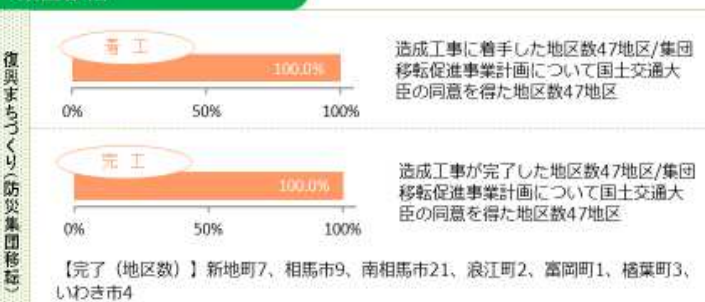 復興まちづくり（防災集団移転）
着 工
100.0%
0%
50%
100%
造成工事に着手した地区数47地区/集団
移転促進事業計画について国土交通大
臣の同意を得た地区数47地区
完 工
100.0%
0%
50%
100%
造成工事が完了した地区数47地区/集団
移転促進事業計画について国土交通大
臣の同意を得た地区数47地区
【完了（地区数）】新地町7、相馬市9、南相馬市21、浪江町2、富岡町1、楢葉町3、
いわき市4